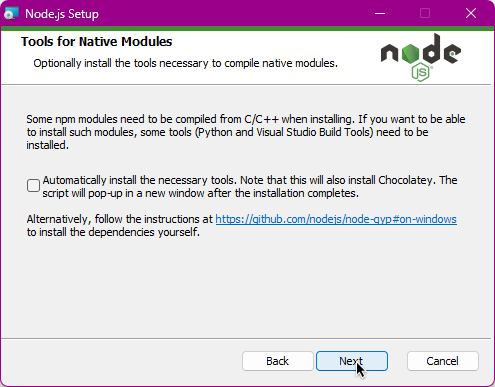 Node.js Setup
Tools for Native Modules
Optionally install the tools necessary to compile native modules.
node
JS
Some npm modules need to be compiled from C/C++ when installing. If you want to be able
to install such modules, some tools (Python and Visual Studio Build Tools) need to be
installed.
Automatically install the necessary tools. Note that this will also install Chocolatey. The
script will pop-up in a new window after the installation completes.
Alternatively, follow the instructions at https://github.com/nodejs/node-gyp#on-windows
to install the dependencies yourself.
Back Next Cancel